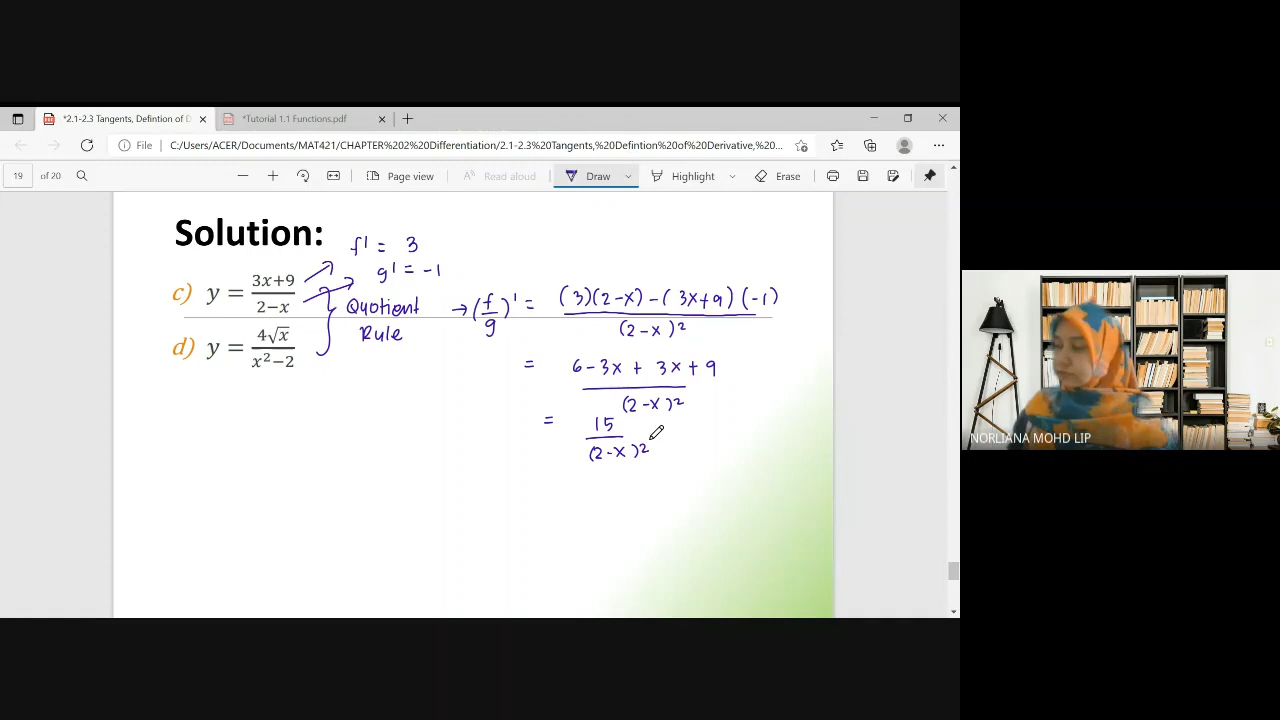 *2.1-2.3 Tangents, Defintion of D
*Tutorial 1.1 Functions.pdf
File C:/Users/ACER/Documents/MAT421/CHAPTER%202%20Differentiation/2.1-2.3%20Tangents,%20Defintion%20of%20Derivative,%...
19 of 20 Page view Read aloud Draw Highlight Erase
Solution:
f' = 3
g' = -1
c) y = (3x+9)/(2−x)
d) y = (4√x)/(x²−2)
Quotient
Rule
→ (f/g)' = ((3)(2-x) - (3x+9)(-1))/(2-x)²
= (6-3x + 3x+9)/(2-x)²
= 15/(2-x)²
NORLIANA MOHD LIP